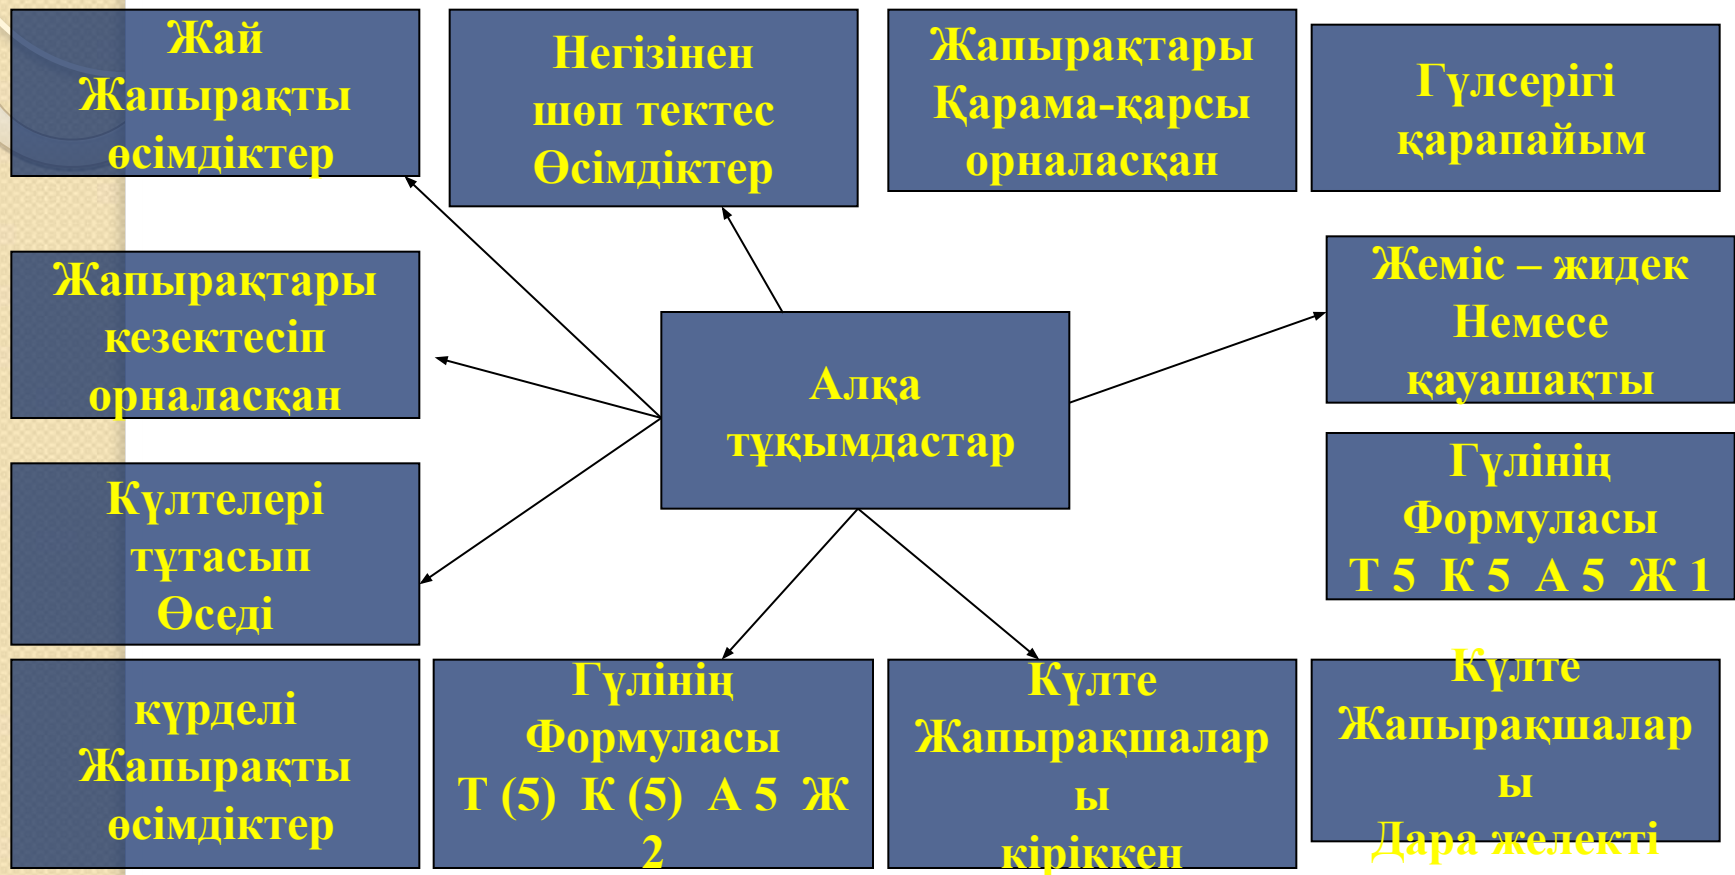 Жай
Жапырақты
өсімдіктер
Негізінен
шөп тектес
Өсімдіктер
Жапырақтары
Қарама-қарсы
орналасқан
Гүлсерігі
қарапайым
Жапырақтары
кезектесіп
орналасқан
Алқа
тұқымдастар
Жеміс – жидек
Немесе
қауашақты
Күлтелері
тұтасып
Өседі
Гүлінің
Формуласы
Т 5 К 5 А 5 Ж 1
күрделі
Жапырақты
өсімдіктер
Гүлінің
Формуласы
Т (5) К (5) А 5 Ж
2
Күлте
Жапырақшалар
ы
кіріккен
Күлте
Жапырақшалар
ы
Дара желекті